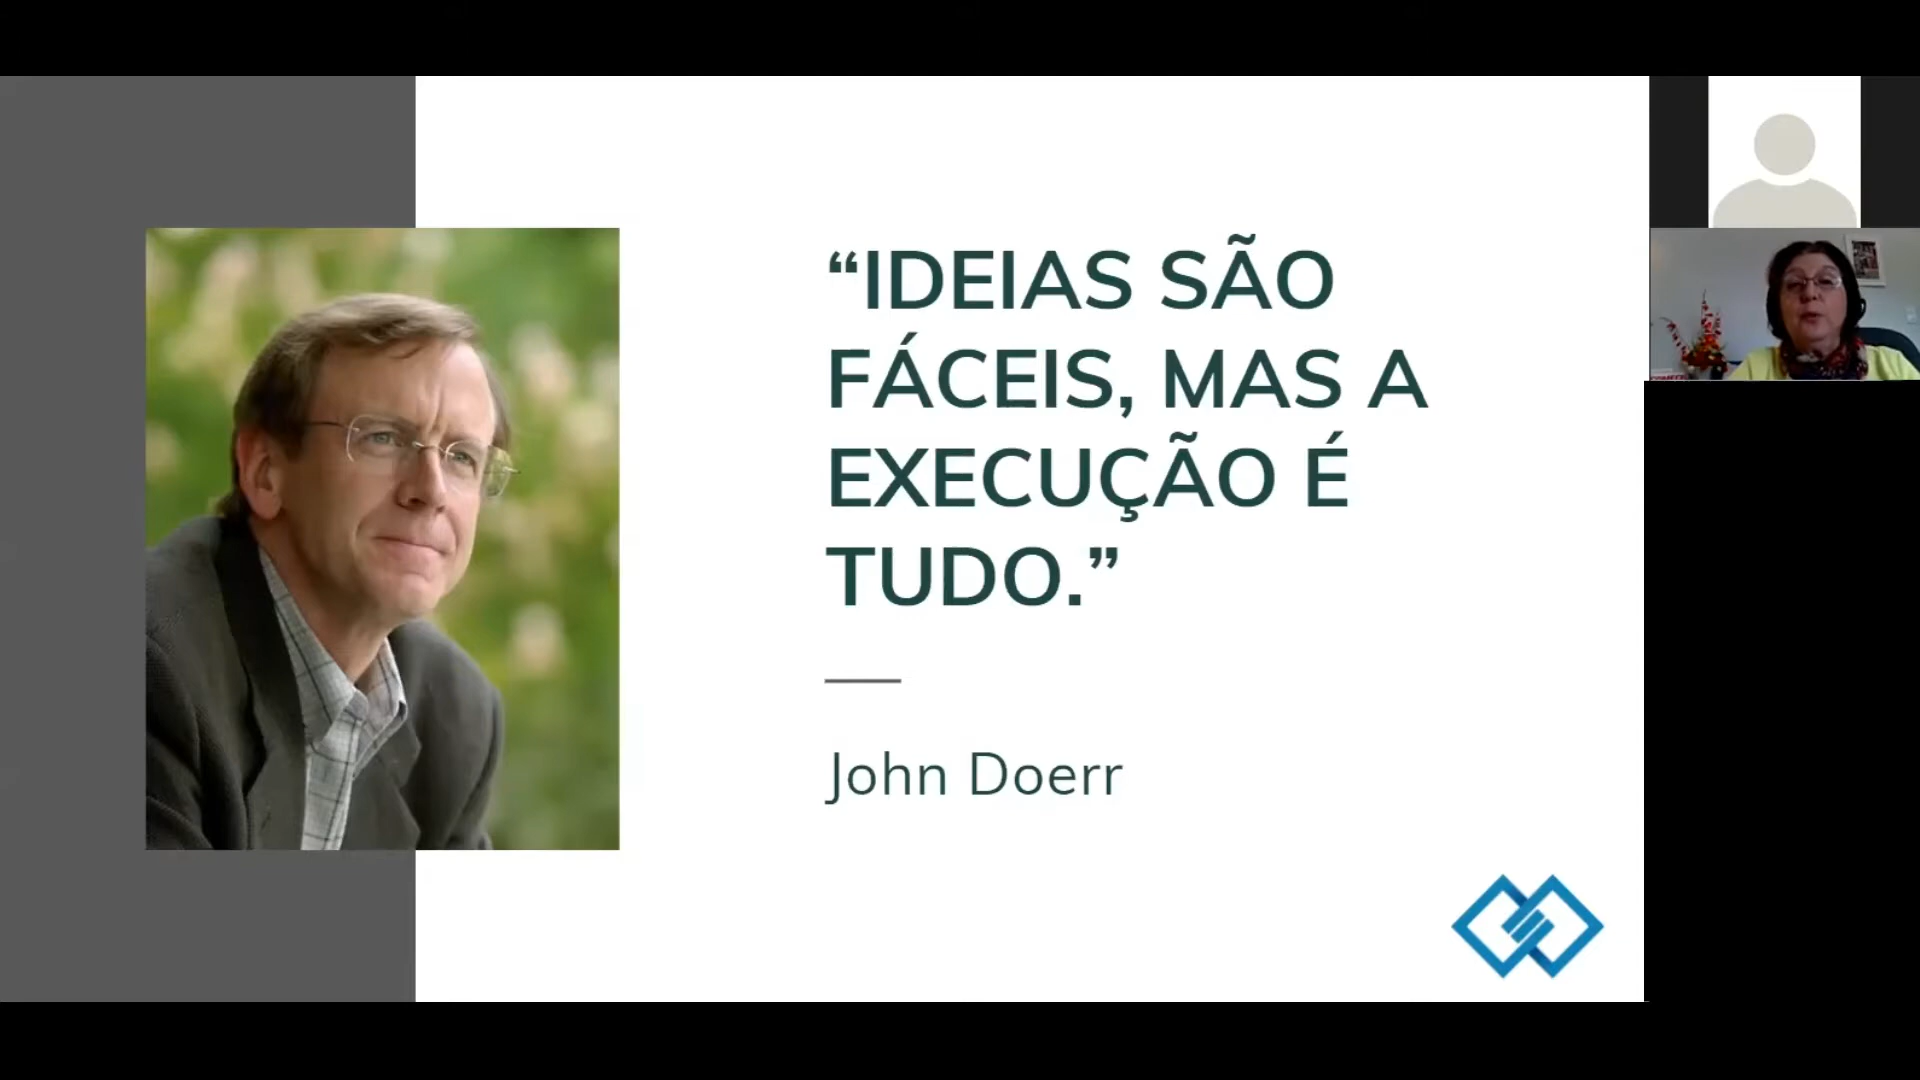 “IDEIAS SÃO
FÁCEIS, MAS A
EXECUÇÃO É
TUDO.”
John Doerr